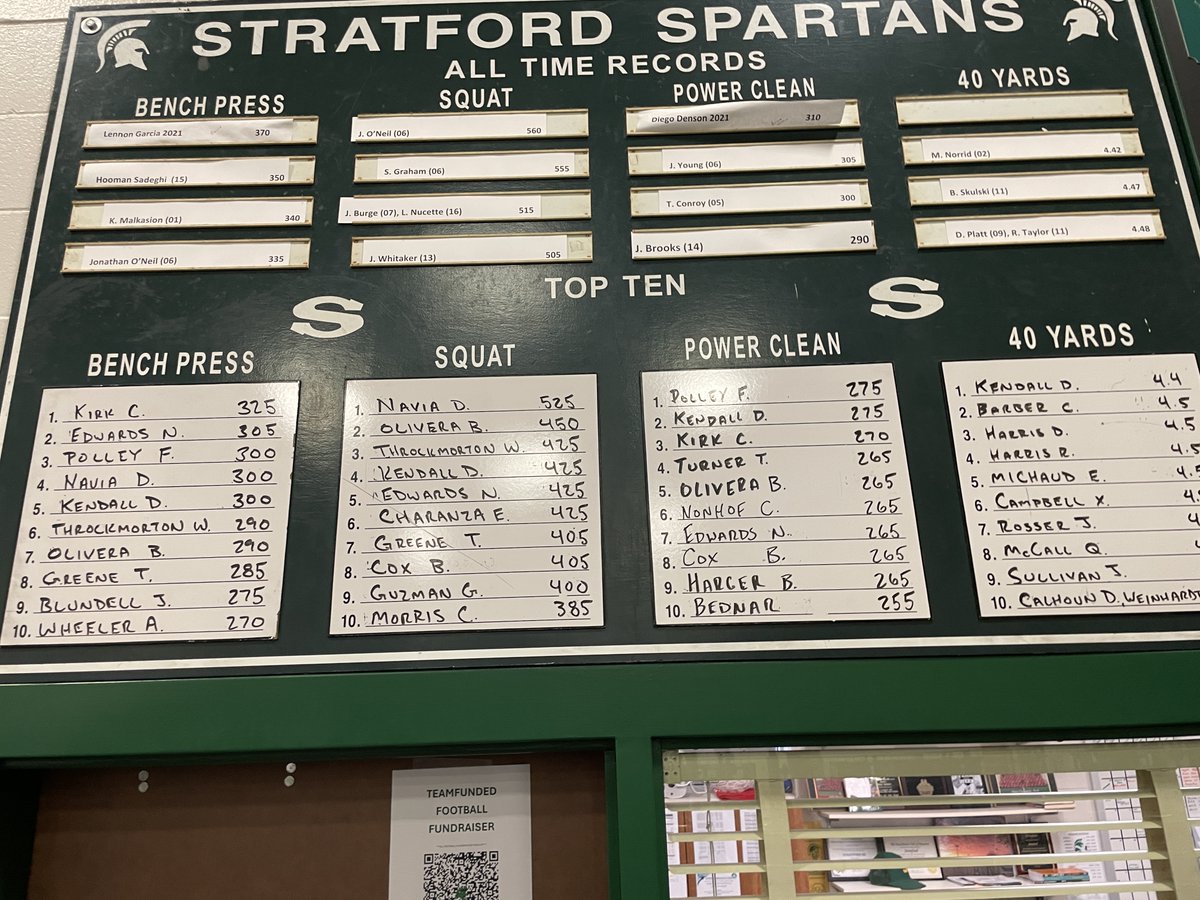 STRATFORD SPARTANS
ALL TIME RECORDS
BENCH PRESS
Lennon Garcia 2021 370
Hooman Sadeghi (15) 350
K. Malkasion (01) 340
Jonathan O'Neil (06) 335
SQUAT
J. O'Neil (06) 560
S. Graham (06) 555
J. Burge (07), L. Nucette (16) 515
J. Whitaker (13) 505
POWER CLEAN
Diego Denson 2021 310
J. Young (06) 305
T. Conroy (05) 300
J. Brooks (14) 290
40 YARDS
M. Norrid (02) 4.42
B. Skulski (11) 4.47
D. Platt (09), R. Taylor (11) 4.48
TOP TEN
S S
BENCH PRESS
1. KIRK C. 325
2. EDWARDS N. 305
3. POLLEY F. 300
4. NAVIA D. 300
5. KENDALL D. 300
6. THROCKMORTON W. 290
7. OLIVERA B. 290
8. GREENE T. 285
9. BLUNDELL J. 275
10. WHEELER A. 270
SQUAT
1. NAVIA D. 525
2. OLIVERA B. 450
3. THROCKMORTON W. 425
4. KENDALL D. 425
5. EDWARDS N. 425
6. CHARANZA E. 425
7. GREENE T. 405
8. COX B. 405
9. GUZMAN G. 400
10. MORRIS C. 385
POWER CLEAN
1. POLLEY F. 275
2. KENDALL D. 275
3. KIRK C. 270
4. TURNER T. 265
5. OLIVERA B. 265
6. NONHOF C. 265
7. EDWARDS N. 265
8. COX B. 265
9. HARGER B. 265
10. BEDNAR 255
40 YARDS
1. KENDALL D. 4.4
2. BARBER C. 4.5
3. HARRIS D. 4.5
4. HARRIS R. 4.5
5. MICHAUD E. 4.5
6. CAMPBELL X. 4.
7. ROSSER J. 4
8. MCCALL Q.
9. SULLIVAN J.
10. CALHOUN D, WEINHARDT
TEAMFUNDED
FOOTBALL
FUNDRAISER